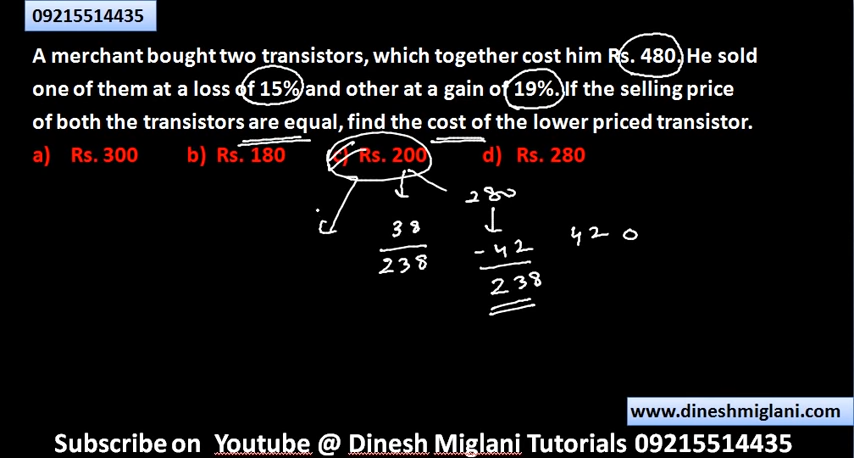 09215514435
A merchant bought two transistors, which together cost him Rs. 480. He sold
one of them at a loss of 15% and other at a gain of 19%. If the selling price
of both the transistors are equal, find the cost of the lower priced transistor.
a) Rs. 300 b) Rs. 180 c) Rs. 200 d) Rs. 280
280
38
238
-42
238
420
www.dineshmiglani.com
Subscribe on Youtube @ Dinesh Miglani Tutorials 09215514435